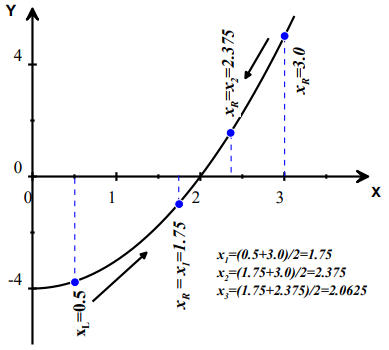 Y
4
0
-4
0
1
2
3
X
x_L=0.5
x_R = x_1=1.75
x_R=x_2=2.375
x_R=3.0
x_1=(0.5+3.0)/2=1.75
x_2=(1.75+3.0)/2=2.375
x_3=(1.75+2.375)/2=2.0625